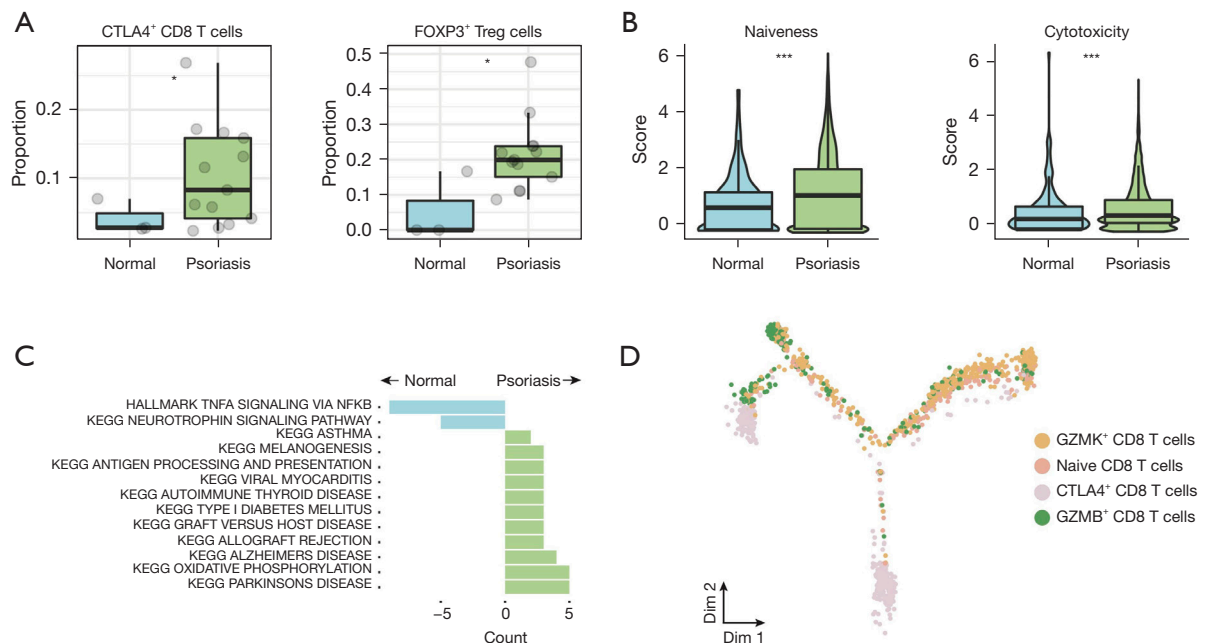 A
CTLA4⁺ CD8 T cells
Proportion
0.2
0.1
*
Normal
Psoriasis
FOXP3⁺ Treg cells
Proportion
0.5
0.4
0.3
0.2
0.1
0.0
*
Normal
Psoriasis
B
Naiveness
Score
6
4
2
0
***
Normal
Psoriasis
Cytotoxicity
Score
6
4
2
0
***
Normal
Psoriasis
C
← Normal
Psoriasis →
HALLMARK TNFA SIGNALING VIA NFKB
KEGG NEUROTROPHIN SIGNALING PATHWAY
KEGG ASTHMA
KEGG MELANOGENESIS
KEGG ANTIGEN PROCESSING AND PRESENTATION
KEGG VIRAL MYOCARDITIS
KEGG AUTOIMMUNE THYROID DISEASE
KEGG TYPE I DIABETES MELLITUS
KEGG GRAFT VERSUS HOST DISEASE
KEGG ALLOGRAFT REJECTION
KEGG ALZHEIMERS DISEASE
KEGG OXIDATIVE PHOSPHORYLATION
KEGG PARKINSONS DISEASE
−5 0 5
Count
D
GZMK⁺ CD8 T cells
Naive CD8 T cells
CTLA4⁺ CD8 T cells
GZMB⁺ CD8 T cells
Dim 2
Dim 1